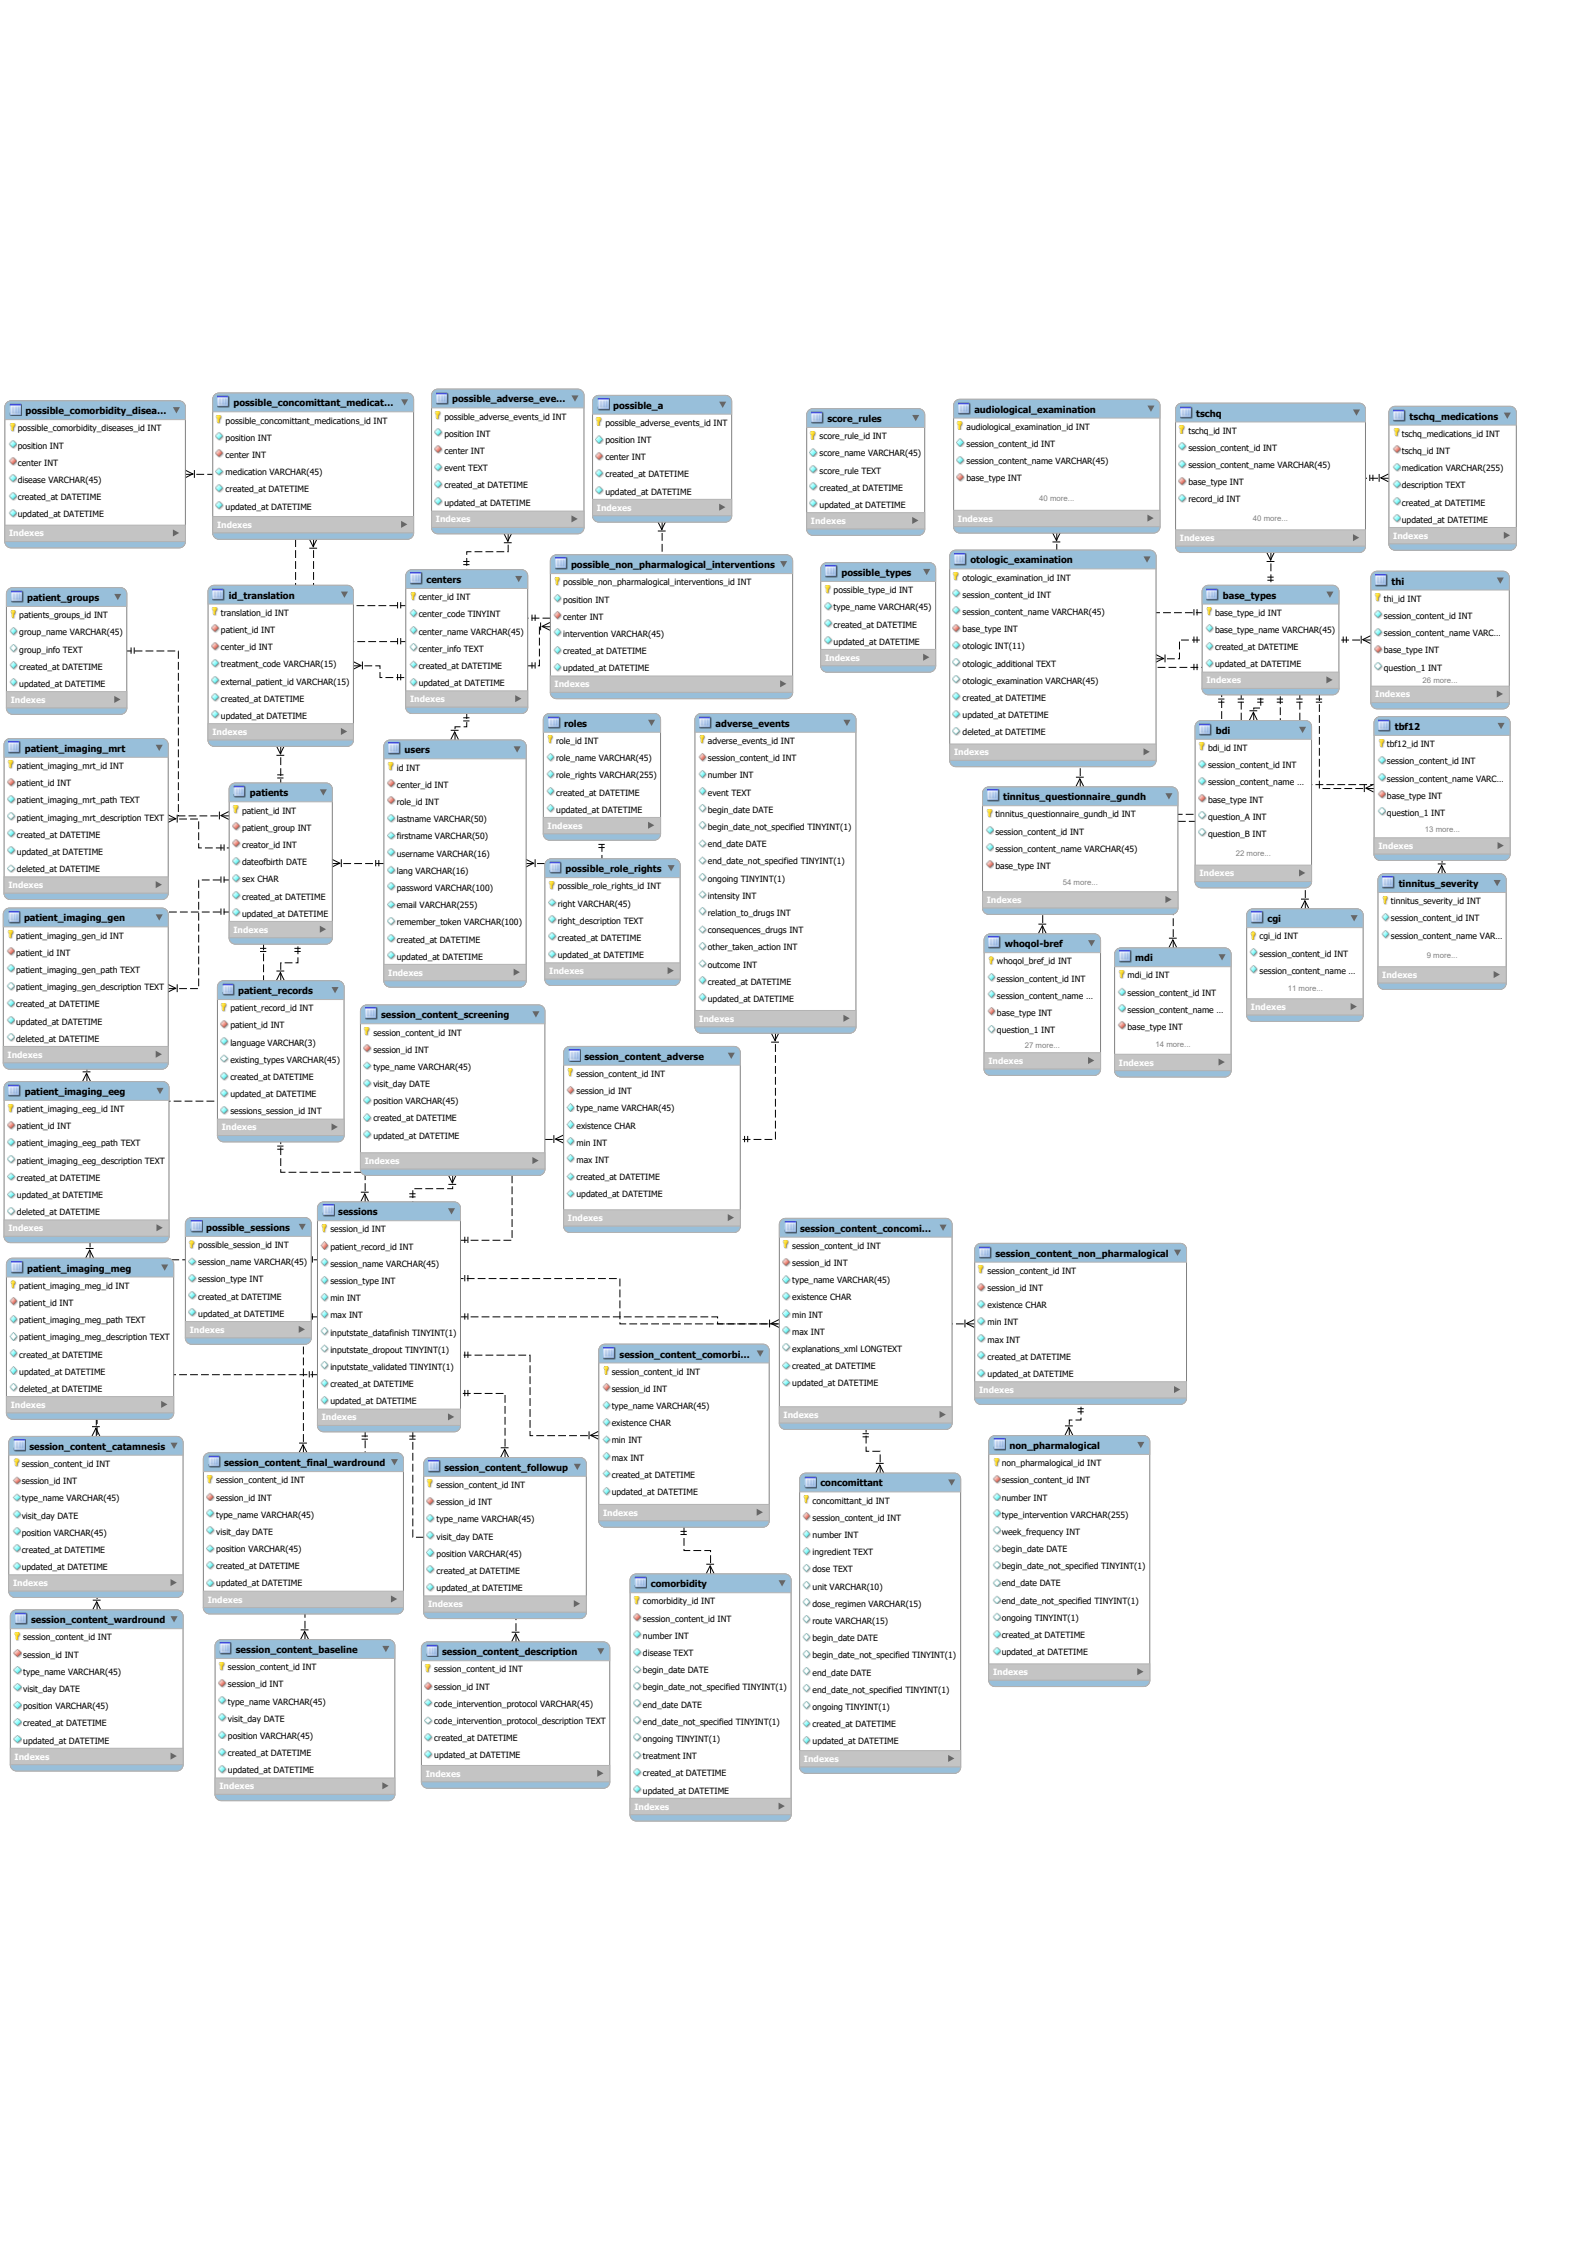 possible_comorbidity_disea...
possible_comorbidity_diseases_id INT
position INT
center INT
disease VARCHAR(45)
created_at DATETIME
updated_at DATETIME
Indexes
possible_concomittant_medicat...
possible_concomittant_medications_id INT
position INT
center INT
medication VARCHAR(45)
created_at DATETIME
updated_at DATETIME
Indexes
possible_adverse_eve...
possible_adverse_events_id INT
position INT
center INT
event TEXT
created_at DATETIME
updated_at DATETIME
Indexes
possible_a
possible_adverse_events_id INT
position INT
center INT
created_at DATETIME
updated_at DATETIME
Indexes
score_rules
score_rule_id INT
score_name VARCHAR(45)
score_rule TEXT
created_at DATETIME
updated_at DATETIME
Indexes
audiological_examination
audiological_examination_id INT
session_content_id INT
session_content_name VARCHAR(45)
base_type INT
40 more...
Indexes
tschq
tschq_id INT
session_content_id INT
session_content_name VARCHAR(45)
base_type INT
record_id INT
40 more...
Indexes
tschq_medications
tschq_medications_id INT
tschq_id INT
medication VARCHAR(255)
description TEXT
created_at DATETIME
updated_at DATETIME
Indexes
patient_groups
patients_groups_id INT
group_name VARCHAR(45)
group_info TEXT
created_at DATETIME
updated_at DATETIME
Indexes
id_translation
translation_id INT
patient_id INT
center_id INT
treatment_code VARCHAR(15)
external_patient_id VARCHAR(15)
created_at DATETIME
updated_at DATETIME
Indexes
centers
center_id INT
center_code TINYINT
center_name VARCHAR(45)
center_info TEXT
created_at DATETIME
updated_at DATETIME
Indexes
possible_non_pharmalogical_interventions
possible_non_pharmalogical_interventions_id INT
position INT
center INT
intervention VARCHAR(45)
created_at DATETIME
updated_at DATETIME
Indexes
possible_types
possible_type_id INT
type_name VARCHAR(45)
created_at DATETIME
updated_at DATETIME
Indexes
otologic_examination
otologic_examination_id INT
session_content_id INT
session_content_name VARCHAR(45)
base_type INT
otologic INT(11)
otologic_additional TEXT
otologic_examination VARCHAR(45)
created_at DATETIME
updated_at DATETIME
deleted_at DATETIME
Indexes
base_types
base_type_id INT
base_type_name VARCHAR(45)
created_at DATETIME
updated_at DATETIME
Indexes
thi
thi_id INT
session_content_id INT
session_content_name VARC...
base_type INT
question_1 INT
26 more...
Indexes
patient_imaging_mrt
patient_imaging_mrt_id INT
patient_id INT
patient_imaging_mrt_path TEXT
patient_imaging_mrt_description TEXT
created_at DATETIME
updated_at DATETIME
deleted_at DATETIME
Indexes
patients
patient_id INT
patient_group INT
creator_id INT
dateofbirth DATE
sex CHAR
created_at DATETIME
updated_at DATETIME
Indexes
users
id INT
center_id INT
role_id INT
lastname VARCHAR(50)
firstname VARCHAR(50)
username VARCHAR(16)
lang VARCHAR(16)
password VARCHAR(100)
email VARCHAR(255)
remember_token VARCHAR(100)
created_at DATETIME
updated_at DATETIME
Indexes
roles
role_id INT
role_name VARCHAR(45)
role_rights VARCHAR(255)
created_at DATETIME
updated_at DATETIME
Indexes
possible_role_rights
possible_role_rights_id INT
right VARCHAR(45)
right_description TEXT
created_at DATETIME
updated_at DATETIME
Indexes
adverse_events
adverse_events_id INT
session_content_id INT
number INT
event TEXT
begin_date DATE
begin_date_not_specified TINYINT(1)
end_date DATE
end_date_not_specified TINYINT(1)
ongoing TINYINT(1)
intensity INT
relation_to_drugs INT
consequences_drugs INT
other_taken_action INT
outcome INT
created_at DATETIME
updated_at DATETIME
Indexes
tinnitus_questionnaire_gundh
tinnitus_questionnaire_gundh_id INT
session_content_id INT
session_content_name VARCHAR(45)
base_type INT
54 more...
Indexes
bdi
bdi_id INT
session_content_id INT
session_content_name ...
base_type INT
question_A INT
question_B INT
22 more...
Indexes
tbf12
tbf12_id INT
session_content_id INT
session_content_name VARC...
base_type INT
question_1 INT
13 more...
Indexes
tinnitus_severity
tinnitus_severity_id INT
session_content_id INT
session_content_name VAR...
9 more...
Indexes
whoqol-bref
whoqol_bref_id INT
session_content_id INT
session_content_name ...
base_type INT
question_1 INT
27 more...
Indexes
mdi
mdi_id INT
session_content_id INT
session_content_name ...
base_type INT
14 more...
Indexes
cgi
cgi_id INT
session_content_id INT
session_content_name ...
11 more...
Indexes
patient_imaging_gen
patient_imaging_gen_id INT
patient_id INT
patient_imaging_gen_path TEXT
patient_imaging_gen_description TEXT
created_at DATETIME
updated_at DATETIME
deleted_at DATETIME
Indexes
patient_records
patient_record_id INT
patient_id INT
language VARCHAR(3)
existing_types VARCHAR(45)
created_at DATETIME
updated_at DATETIME
sessions_session_id INT
Indexes
session_content_screening
session_content_id INT
session_id INT
type_name VARCHAR(45)
visit_day DATE
position VARCHAR(45)
created_at DATETIME
updated_at DATETIME
Indexes
session_content_adverse
session_content_id INT
session_id INT
type_name VARCHAR(45)
existence CHAR
min INT
max INT
created_at DATETIME
updated_at DATETIME
Indexes
patient_imaging_eeg
patient_imaging_eeg_id INT
patient_id INT
patient_imaging_eeg_path TEXT
patient_imaging_eeg_description TEXT
created_at DATETIME
updated_at DATETIME
deleted_at DATETIME
Indexes
possible_sessions
possible_session_id INT
session_name VARCHAR(45)
session_type INT
created_at DATETIME
updated_at DATETIME
Indexes
sessions
session_id INT
patient_record_id INT
session_name VARCHAR(45)
session_type INT
min INT
max INT
inputstate_datafinish TINYINT(1)
inputstate_dropout TINYINT(1)
inputstate_validated TINYINT(1)
created_at DATETIME
updated_at DATETIME
Indexes
session_content_concomi...
session_content_id INT
session_id INT
type_name VARCHAR(45)
existence CHAR
min INT
max INT
explanations_xml LONGTEXT
created_at DATETIME
updated_at DATETIME
Indexes
session_content_non_pharmalogical
session_content_id INT
session_id INT
existence CHAR
min INT
max INT
created_at DATETIME
updated_at DATETIME
Indexes
patient_imaging_meg
patient_imaging_meg_id INT
patient_id INT
patient_imaging_meg_path TEXT
patient_imaging_meg_description TEXT
created_at DATETIME
updated_at DATETIME
deleted_at DATETIME
Indexes
session_content_comorbi...
session_content_id INT
session_id INT
type_name VARCHAR(45)
existence CHAR
min INT
max INT
created_at DATETIME
updated_at DATETIME
Indexes
session_content_catamnesis
session_content_id INT
session_id INT
type_name VARCHAR(45)
visit_day DATE
position VARCHAR(45)
created_at DATETIME
updated_at DATETIME
Indexes
session_content_final_wardround
session_content_id INT
session_id INT
type_name VARCHAR(45)
visit_day DATE
position VARCHAR(45)
created_at DATETIME
updated_at DATETIME
Indexes
session_content_followup
session_content_id INT
session_id INT
type_name VARCHAR(45)
visit_day DATE
position VARCHAR(45)
created_at DATETIME
updated_at DATETIME
Indexes
concomittant
concomittant_id INT
session_content_id INT
number INT
ingredient TEXT
dose TEXT
unit VARCHAR(10)
dose_regimen VARCHAR(15)
route VARCHAR(15)
begin_date DATE
begin_date_not_specified TINYINT(1)
end_date DATE
end_date_not_specified TINYINT(1)
ongoing TINYINT(1)
created_at DATETIME
updated_at DATETIME
Indexes
non_pharmalogical
non_pharmalogical_id INT
session_content_id INT
number INT
type_intervention VARCHAR(255)
week_frequency INT
begin_date DATE
begin_date_not_specified TINYINT(1)
end_date DATE
end_date_not_specified TINYINT(1)
ongoing TINYINT(1)
created_at DATETIME
updated_at DATETIME
Indexes
session_content_wardround
session_content_id INT
session_id INT
type_name VARCHAR(45)
visit_day DATE
position VARCHAR(45)
created_at DATETIME
updated_at DATETIME
Indexes
session_content_baseline
session_content_id INT
session_id INT
type_name VARCHAR(45)
visit_day DATE
position VARCHAR(45)
created_at DATETIME
updated_at DATETIME
Indexes
session_content_description
session_content_id INT
session_id INT
code_intervention_protocol VARCHAR(45)
code_intervention_protocol_description TEXT
created_at DATETIME
updated_at DATETIME
Indexes
comorbidity
comorbidity_id INT
session_content_id INT
number INT
disease TEXT
begin_date DATE
begin_date_not_specified TINYINT(1)
end_date DATE
end_date_not_specified TINYINT(1)
ongoing TINYINT(1)
treatment INT
created_at DATETIME
updated_at DATETIME
Indexes